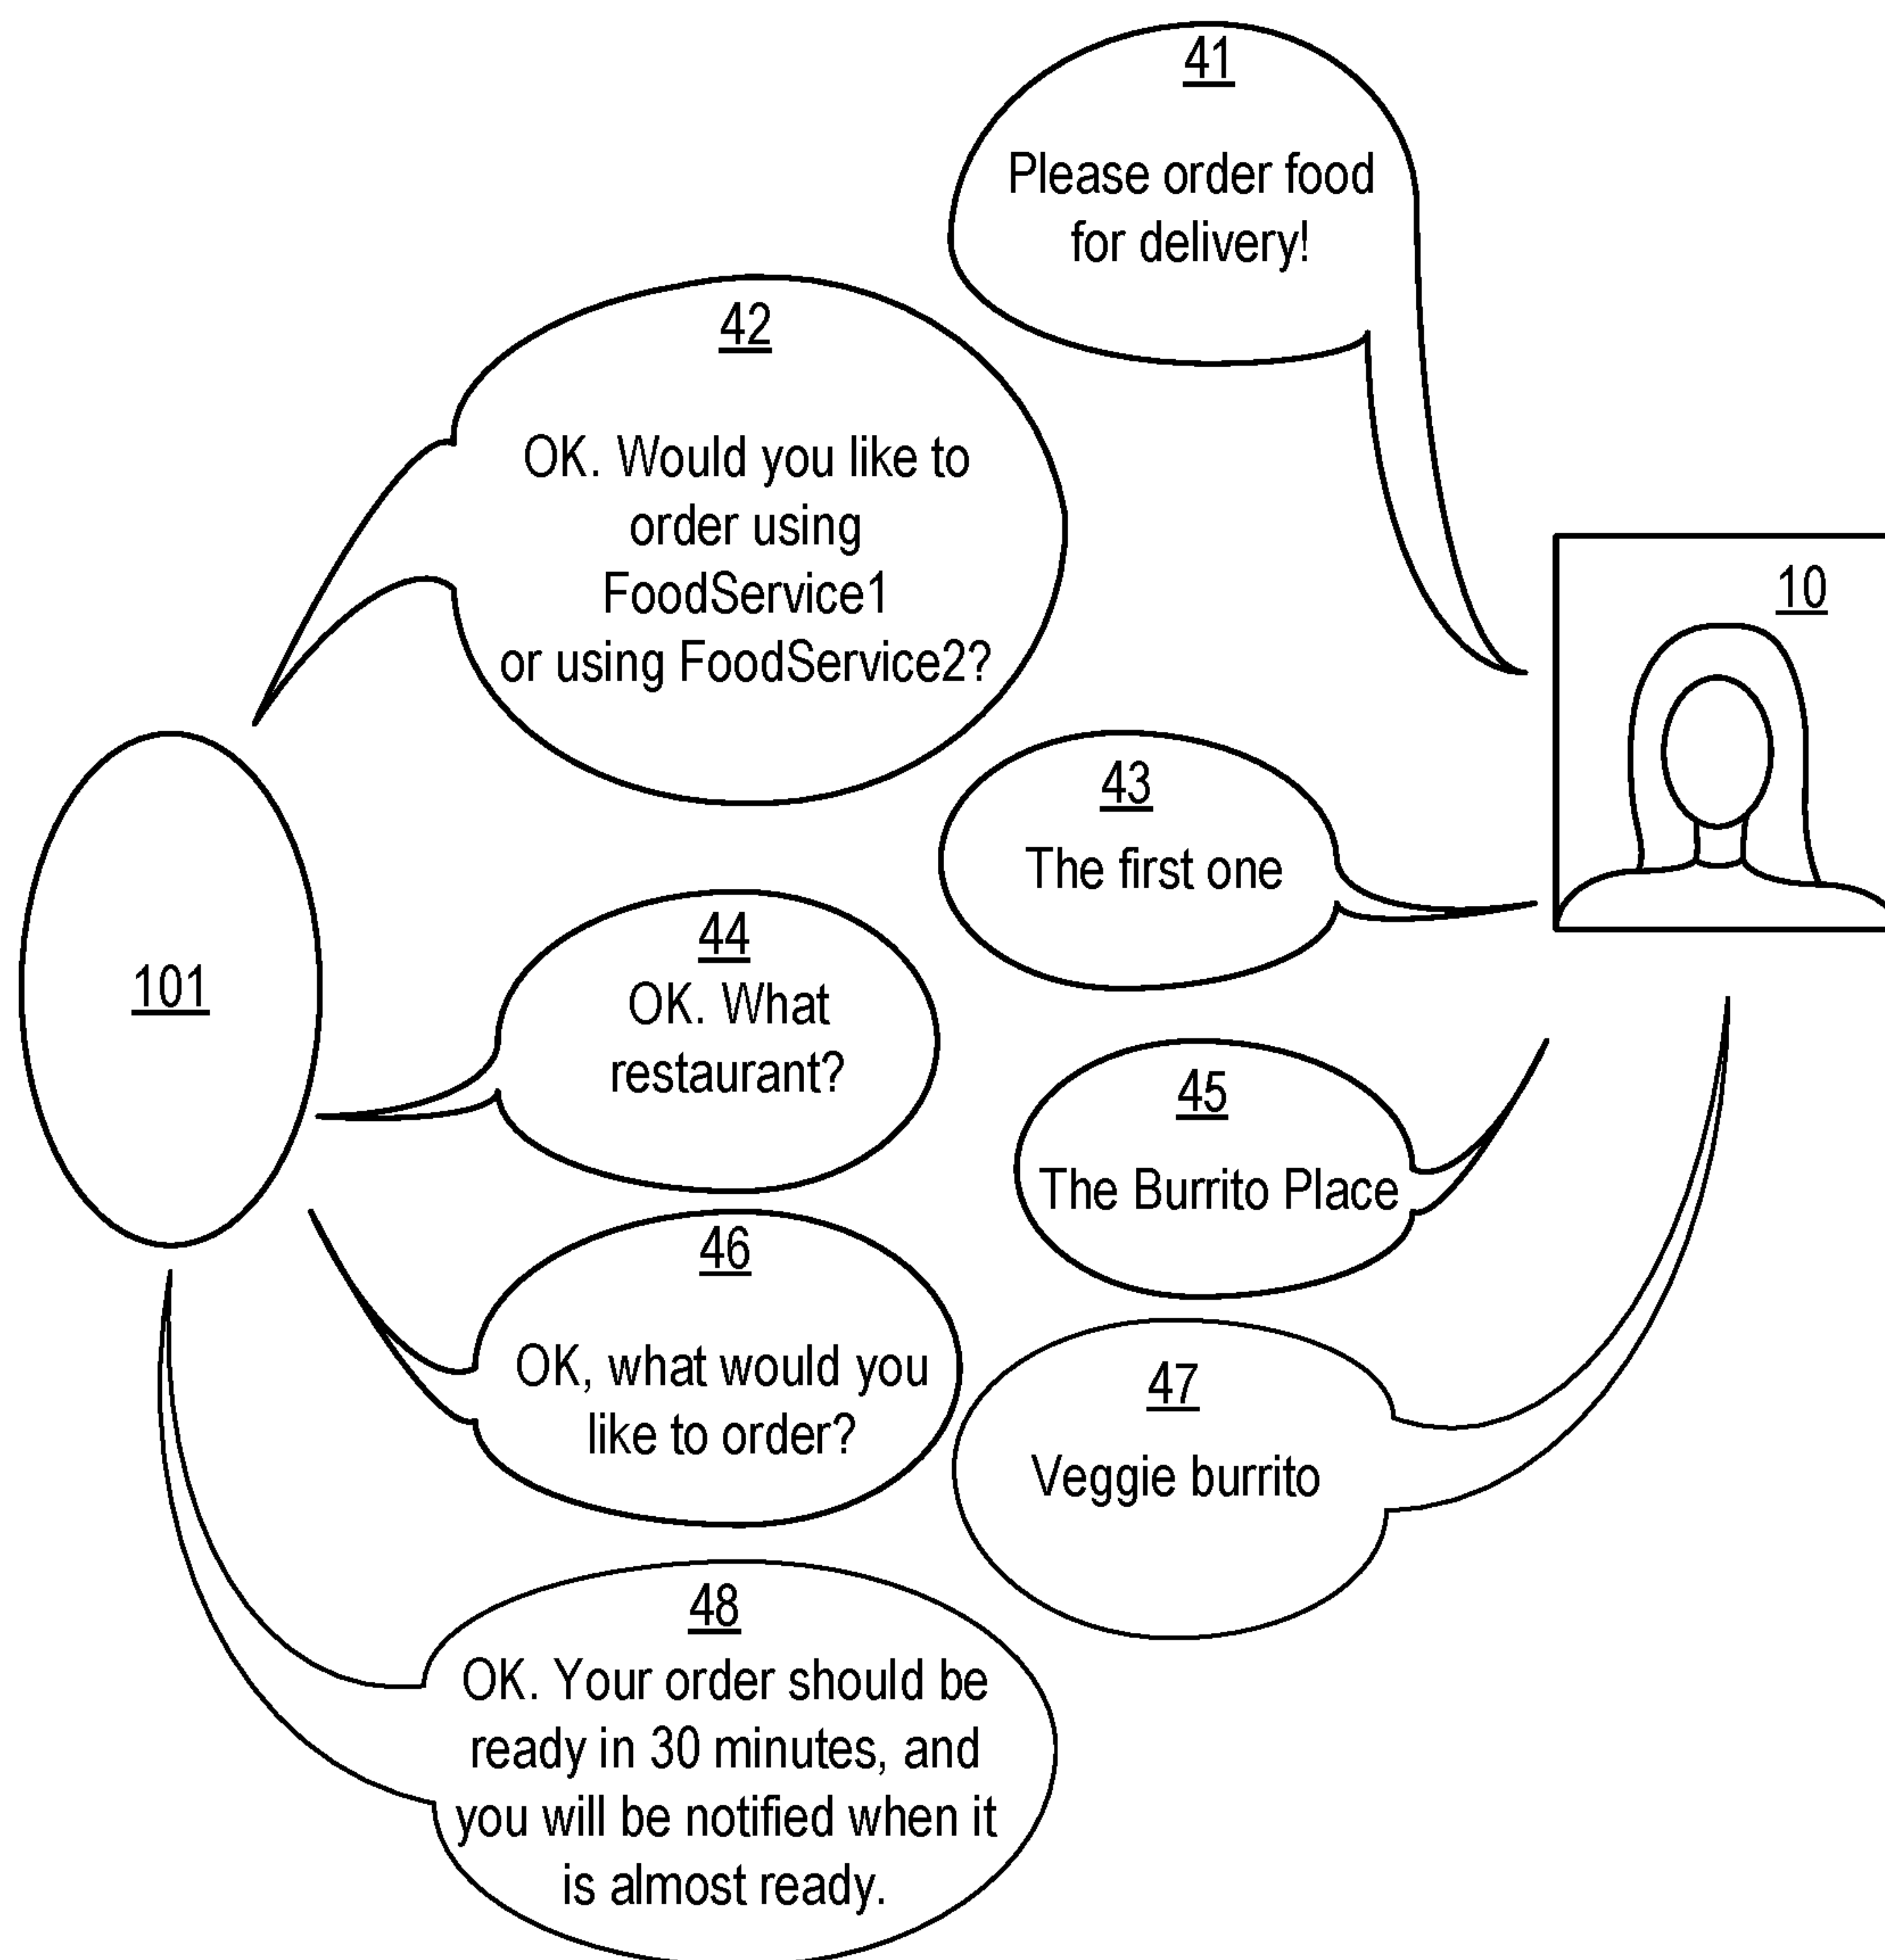 41
Please order food
for delivery!
42
OK. Would you like to
order using
FoodService1
or using FoodService2?
10
43
The first one
101
44
OK. What
restaurant?
45
The Burrito Place
46
OK, what would you
like to order?
47
Veggie burrito
48
OK. Your order should be
ready in 30 minutes, and
you will be notified when it
is almost ready.